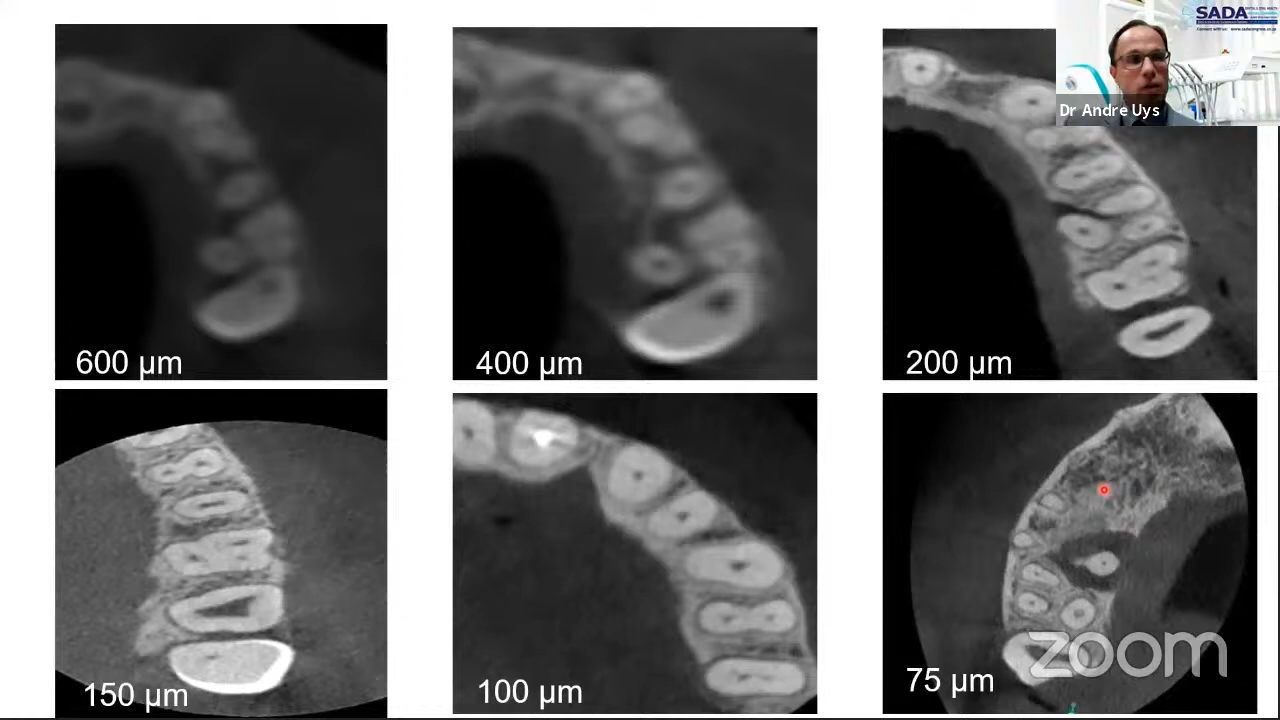 SADA
Dr Andre Uys
600 µm
400 µm
200 µm
150 µm
100 µm
75 µm
zoom